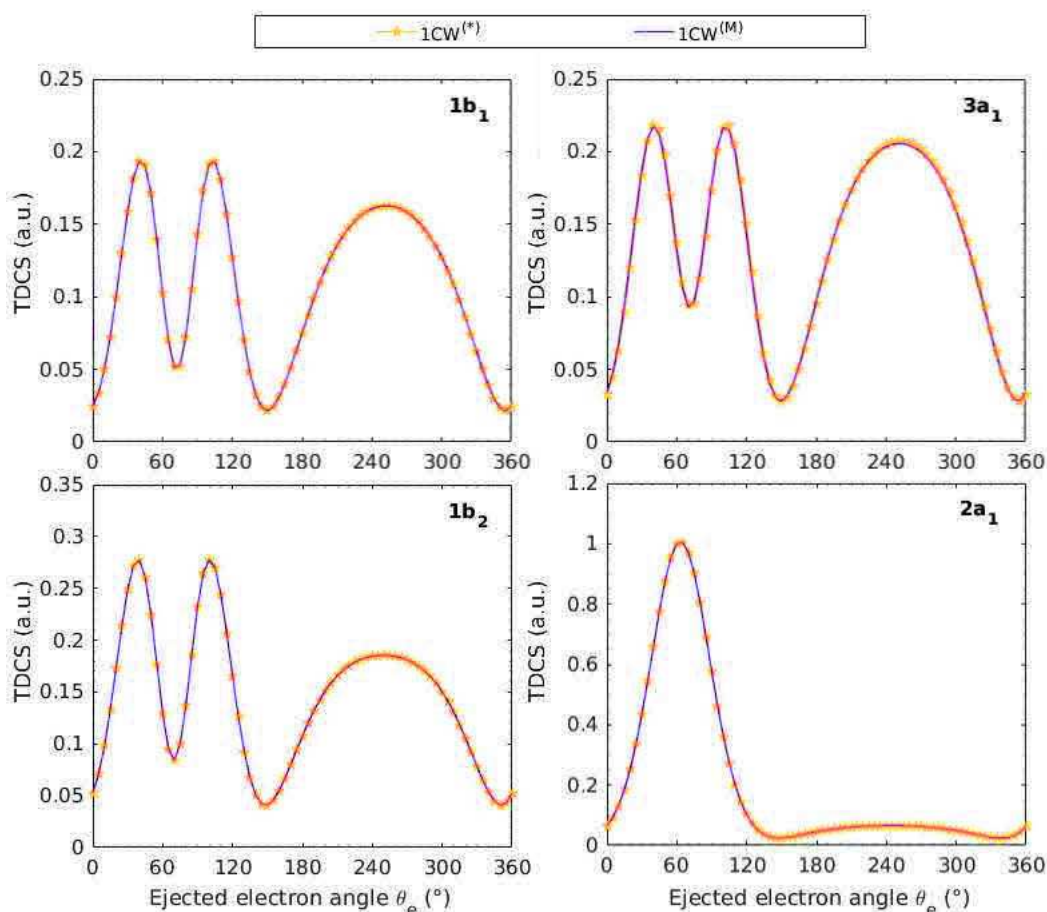 1CW(*) 1CW(M)
0.25
0.2
0.15
0.1
0.05
0
TDCS (a.u.)
1b1
0 60 120 180 240 300 360
0.25
0.2
0.15
0.1
0.05
0
TDCS (a.u.)
3a1
0 60 120 180 240 300 360
0.35
0.3
0.25
0.2
0.15
0.1
0.05
0
TDCS (a.u.)
1b2
0 60 120 180 240 300 360
Ejected electron angle θe (°)
1.2
1
0.8
0.6
0.4
0.2
0
TDCS (a.u.)
2a1
0 60 120 180 240 300 360
Ejected electron angle θe (°)